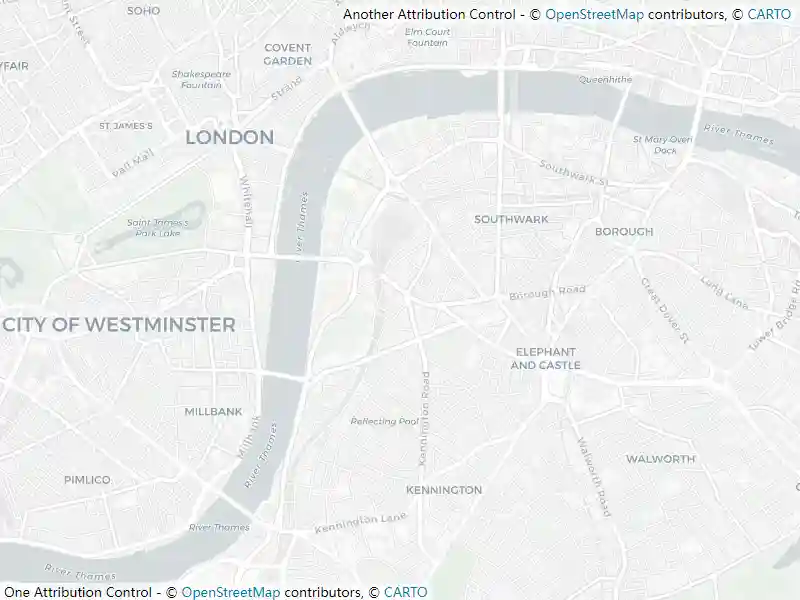 Another Attribution Control - © OpenStreetMap contributors, © CARTO
SOHO
Aldwych
Elm Court
Fountain
COVENT
GARDEN
Shakespeare
Fountain
Strand
Queenhithe
ST JAMES'S
LONDON
Pall Mall
River Thames
St Mary Overi
Dock
Southwark St
Whitehall
Saint James's
Park Lake
River Thames
SOUTHWARK
BOROUGH
Borough Road
Great Dover St
Long Lane
Tower Bridge Ro
CITY OF WESTMINSTER
ELEPHANT
AND CASTLE
MILLBANK
Millbank
River Thames
Reflecting Pool
Kennington Road
Walworth Road
WALWORTH
PIMLICO
KENNINGTON
River Thames
Kennington Lane
River Thames
One Attribution Control - © OpenStreetMap contributors, © CARTO